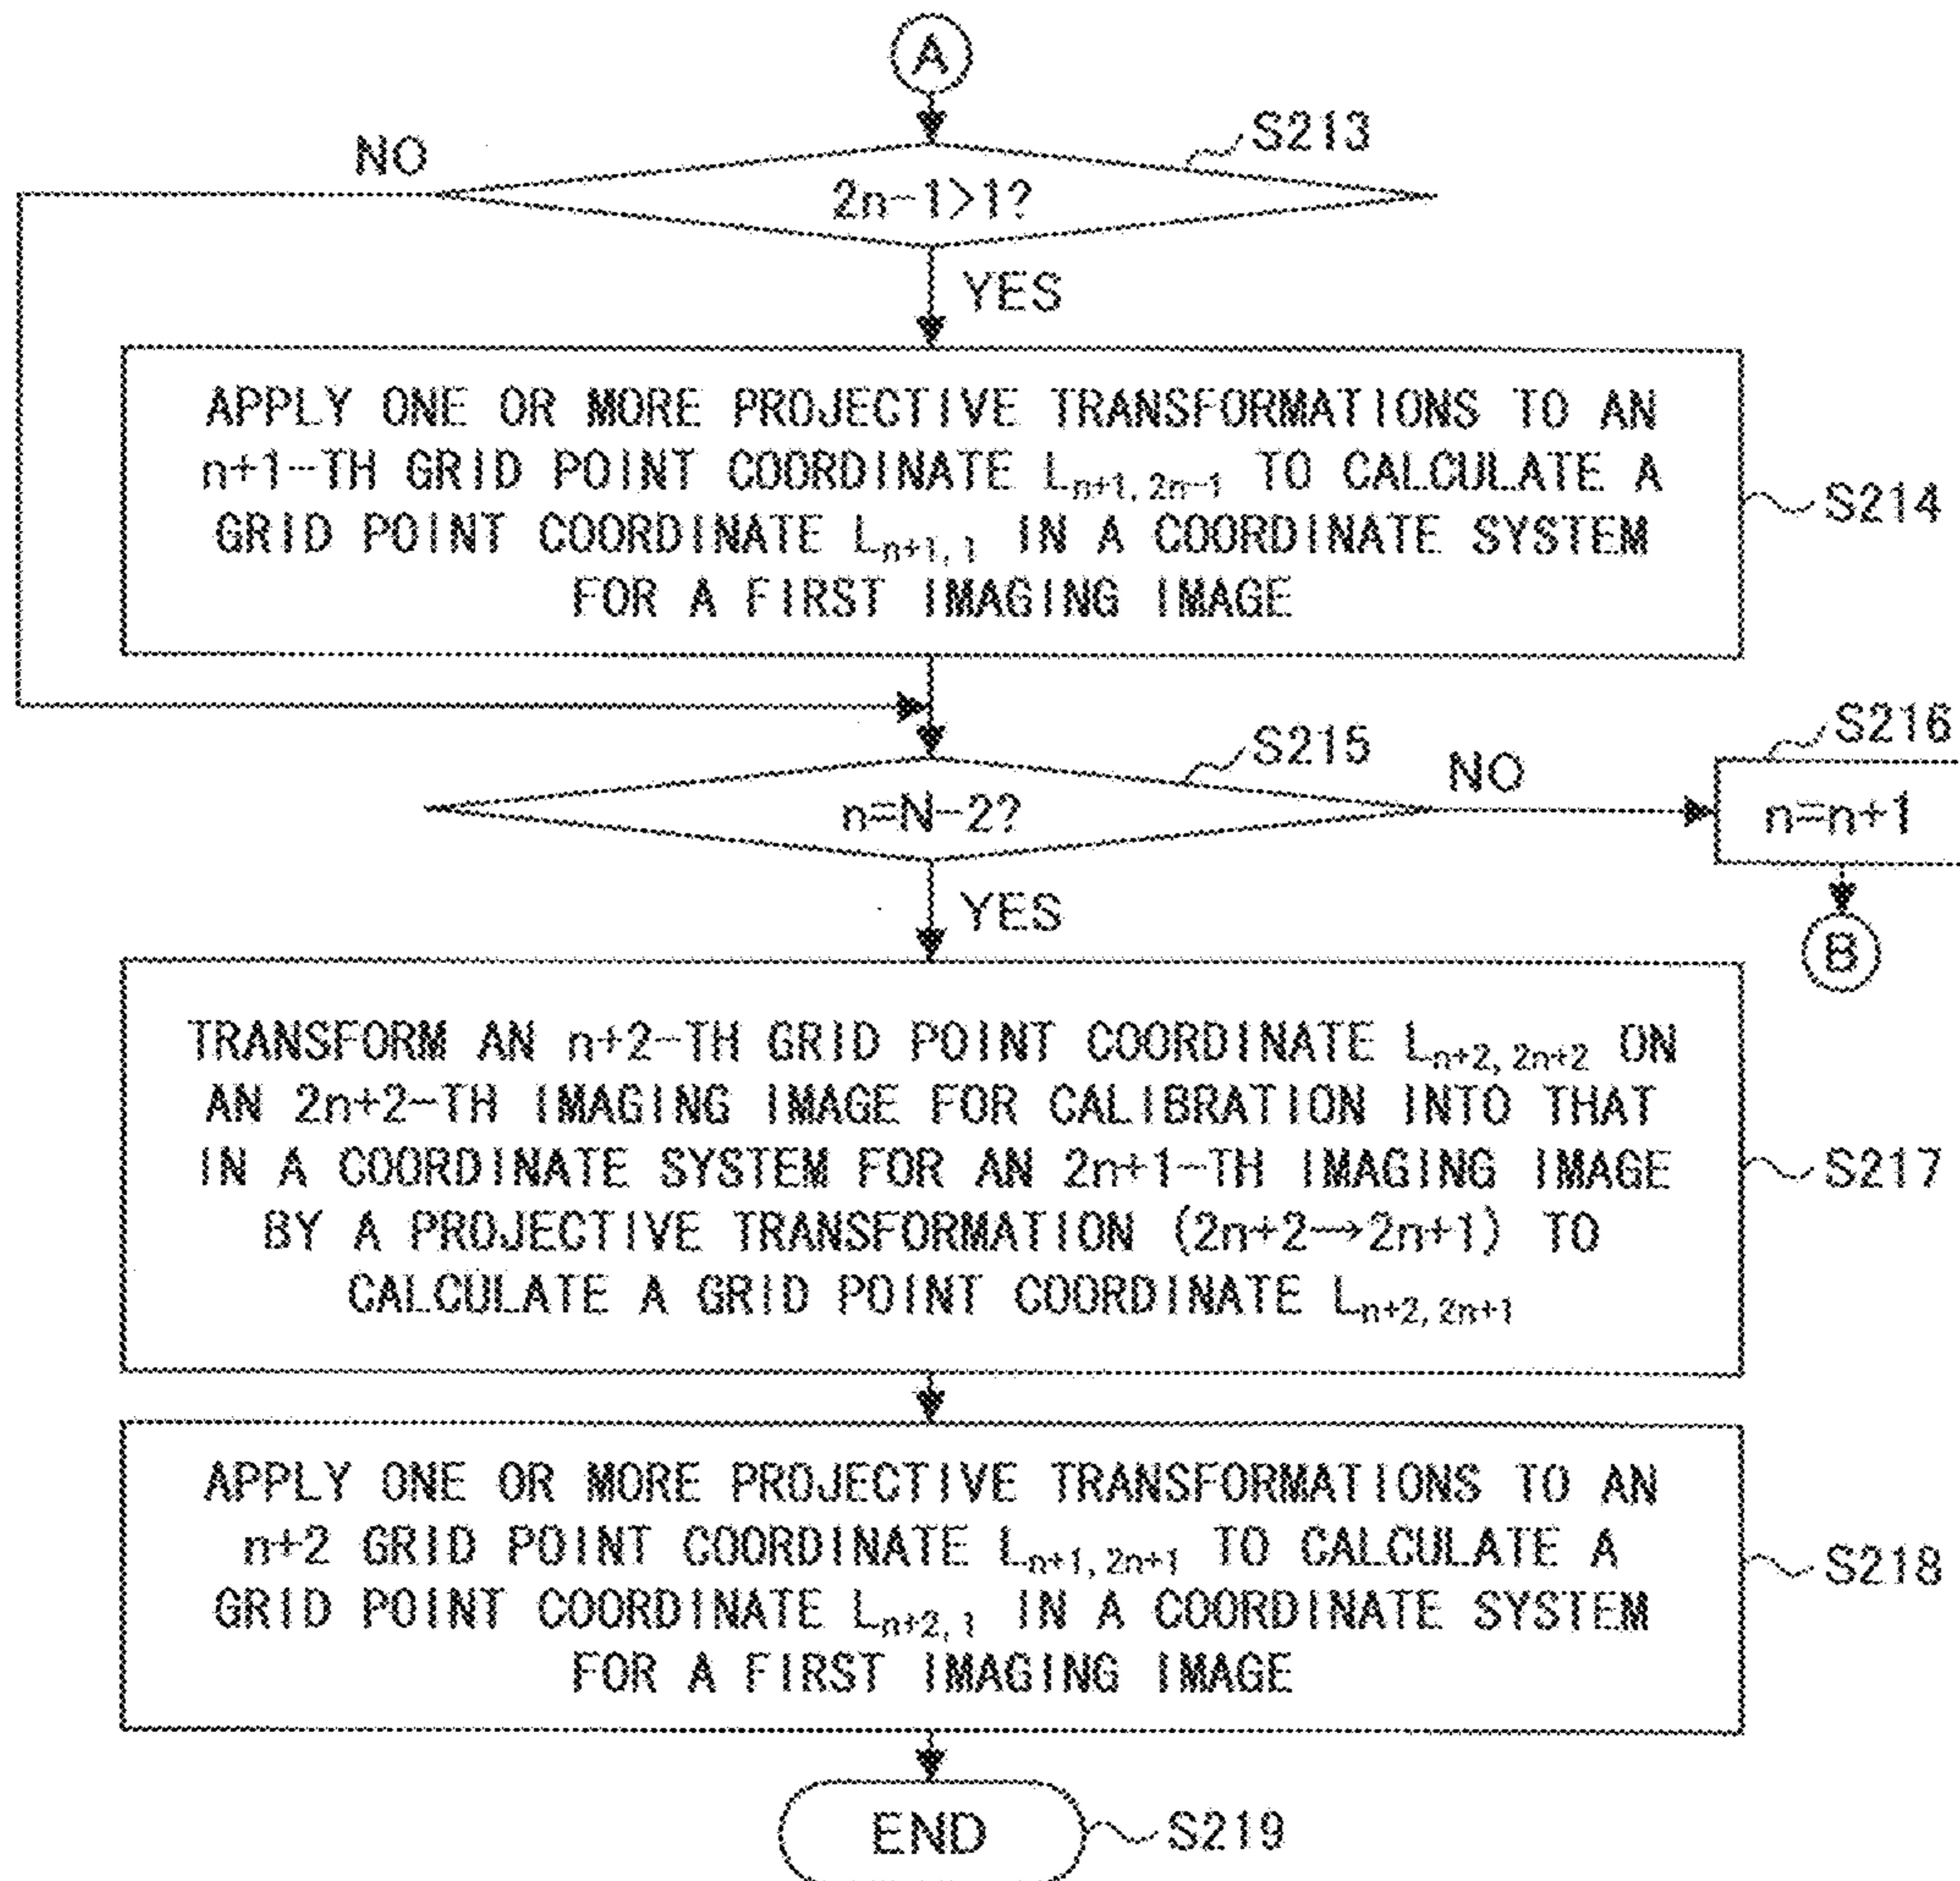 A
S213
NO
2n-1>1?
YES
APPLY ONE OR MORE PROJECTIVE TRANSFORMATIONS TO AN
n+1-TH GRID POINT COORDINATE Ln+1, 2n-1 TO CALCULATE A
GRID POINT COORDINATE Ln+1, 1 IN A COORDINATE SYSTEM
FOR A FIRST IMAGING IMAGE
S214
S215
n=N-2?
NO
S216
n=n+1
B
YES
TRANSFORM AN n+2-TH GRID POINT COORDINATE Ln+2, 2n+2 ON
AN 2n+2-TH IMAGING IMAGE FOR CALIBRATION INTO THAT
IN A COORDINATE SYSTEM FOR AN 2n+1-TH IMAGING IMAGE
BY A PROJECTIVE TRANSFORMATION (2n+2→2n+1) TO
CALCULATE A GRID POINT COORDINATE Ln+2, 2n+1
S217
APPLY ONE OR MORE PROJECTIVE TRANSFORMATIONS TO AN
n+2 GRID POINT COORDINATE Ln+1, 2n+1 TO CALCULATE A
GRID POINT COORDINATE Ln+2, 1 IN A COORDINATE SYSTEM
FOR A FIRST IMAGING IMAGE
S218
END
S219